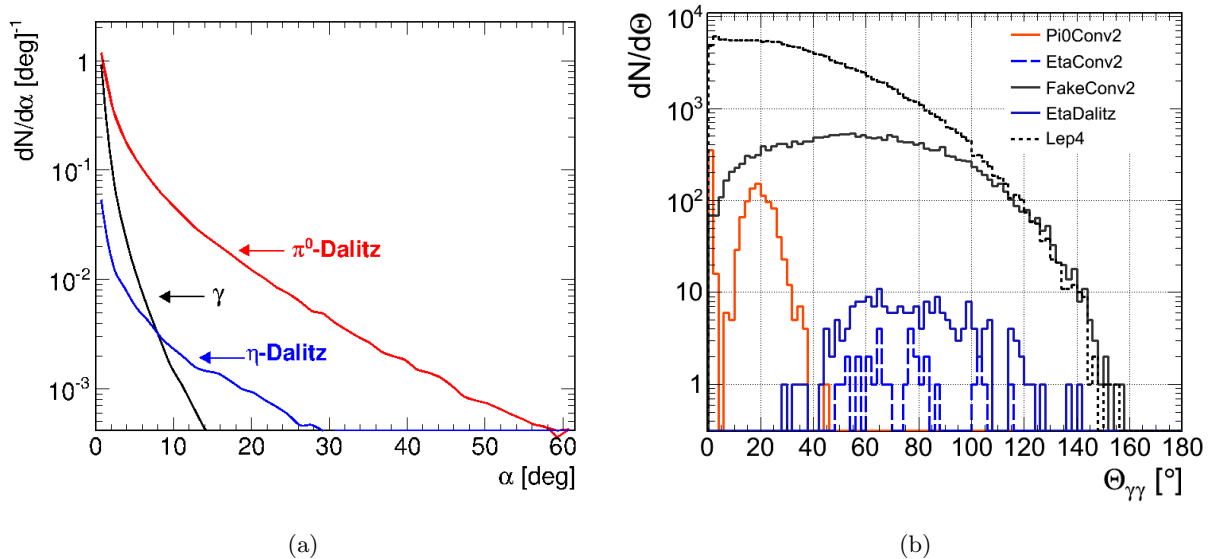 dN/dα [deg]⁻¹
1
10⁻¹
10⁻²
10⁻³
π⁰-Dalitz
γ
η-Dalitz
0 10 20 30 40 50 60
α [deg]
(a)
dN/dΘ
10⁴
10³
10²
10
1
Pi0Conv2
EtaConv2
FakeConv2
EtaDalitz
Lep4
0 20 40 60 80 100 120 140 160 180
Θγγ [°]
(b)